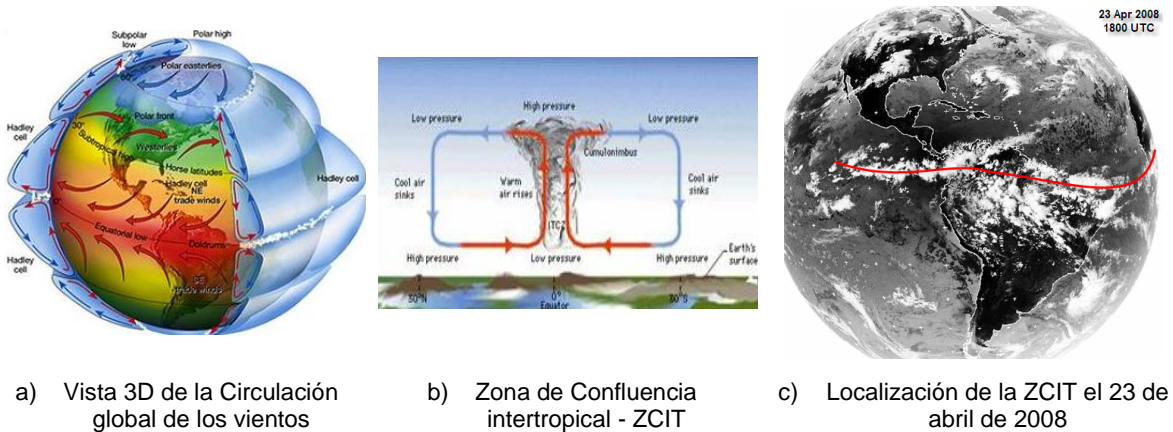 23 Apr 2008
1800 UTC
Subpolar
low
Polar high
60°
Polar easterlies
Hadley
cell
30°
Polar front
Subtropical high
Westerlies
Horse latitudes
Hadley cell
NE
trade winds
Hadley cell
0°
Equatorial low
Doldrums
Hadley
cell
SE
trade winds
High pressure
Low pressure
Low pressure
Cumulonimbus
Cool air
sinks
Warm
air rises
Cool air
sinks
ITCZ
High pressure
Low pressure
High pressure
Earth's
surface
30°N
0°
Equator
30°S
a) Vista 3D de la Circulación
global de los vientos
b) Zona de Confluencia
intertropical - ZCIT
c) Localización de la ZCIT el 23 de
abril de 2008